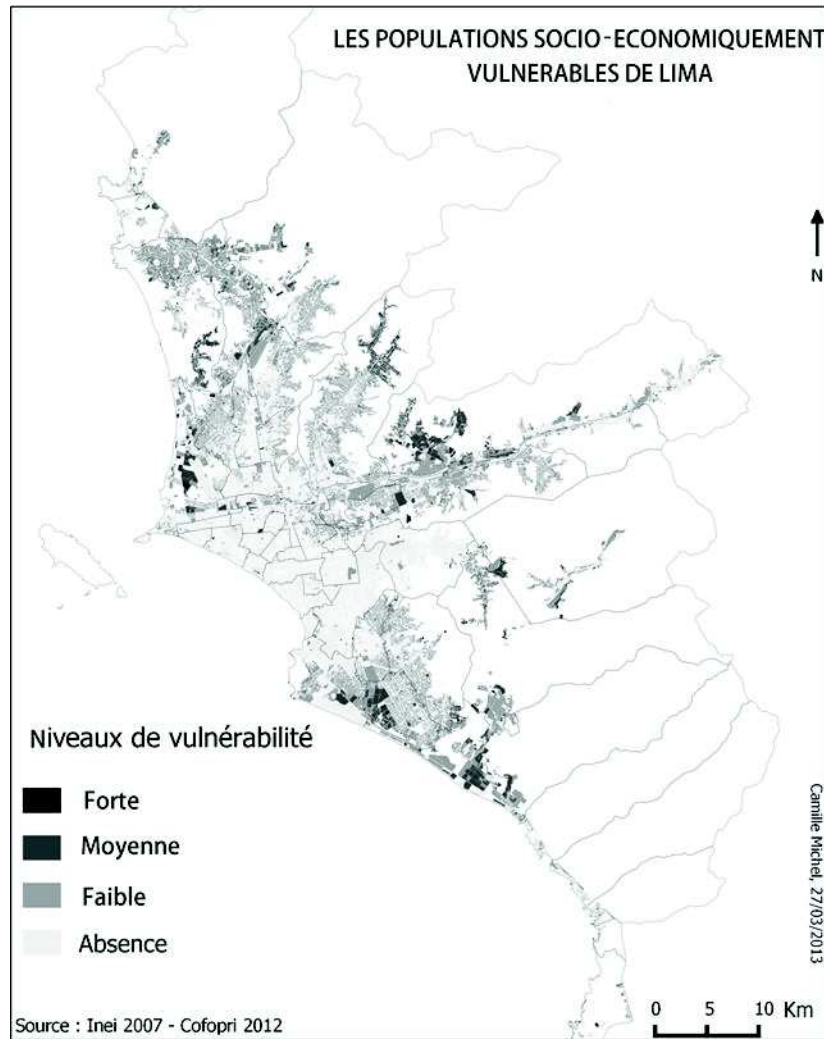 LES POPULATIONS SOCIO-ECONOMIQUEMENT
VULNERABLES DE LIMA
N
Niveaux de vulnérabilité
Forte
Moyenne
Faible
Absence
Camille Michel, 27/03/2013
0 5 10 Km
Source : Inei 2007 - Cofopri 2012